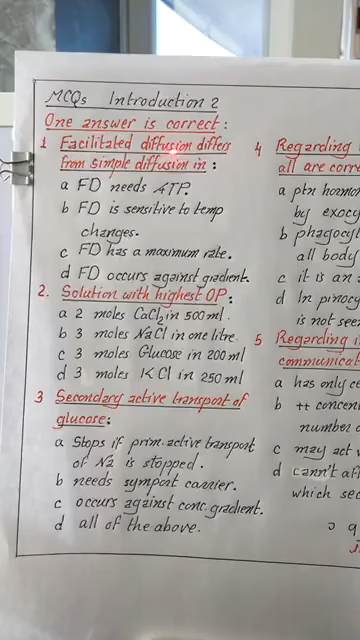 MCQs Introduction 2
One answer is correct:
1 Facilitated diffusion differs
from simple diffusion in:
a FD needs ATP.
b FD is sensitive to temp
changes.
c FD has a maximum rate.
d FD occurs against gradient.
2. Solution with highest OP:
a 2 moles CaCl2 in 500 ml.
b 3 moles NaCl in one litre
c 3 moles Glucose in 200 ml
d 3 moles KCl in 250 ml
3 Secondary active transport of
glucose:
a Stops if prim. active transport
of Na is stopped.
b needs symport carrier.
c occurs against conc. gradient.
d all of the above.
4 Regarding
all are corre
a ptn hormon
by exocy
b phagocyt
all body
c it is an
d In pinocy
is not see
5 Regarding i
communicat
a has only ce
b ↑↑ concen
number o
c may act v
d cann't aff
which sec